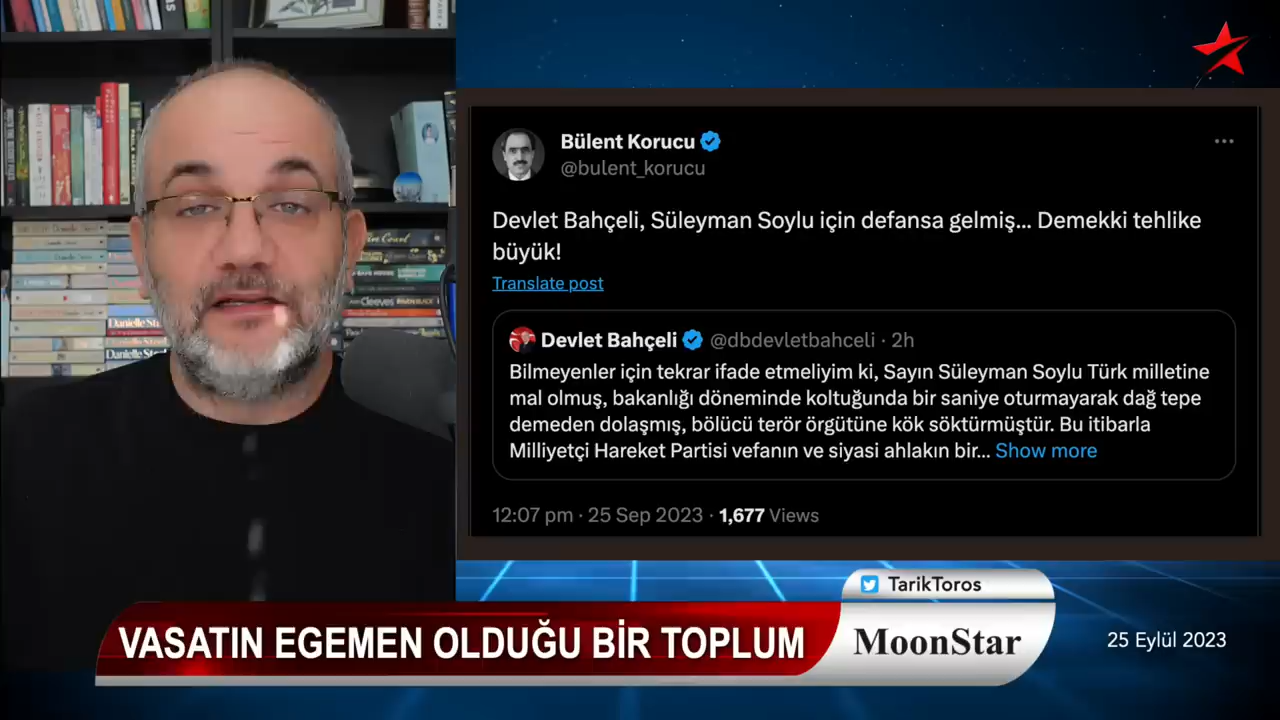 Bülent Korucu
@bulent_korucu
Devlet Bahçeli, Süleyman Soylu için defansa gelmiş... Demekki tehlike
büyük!
Translate post
Devlet Bahçeli @dbdevletbahceli · 2h
Bilmeyenler için tekrar ifade etmeliyim ki, Sayın Süleyman Soylu Türk milletine
mal olmuş, bakanlığı döneminde koltuğunda bir saniye oturmayarak dağ tepe
demeden dolaşmış, bölücü terör örgütüne kök söktürmüştür. Bu itibarla
Milliyetçi Hareket Partisi vefanın ve siyasi ahlakın bir... Show more
12:07 pm · 25 Sep 2023 · 1,677 Views
TarikToros
VASATIN EGEMEN OLDUĞU BİR TOPLUM
MoonStar
25 Eylül 2023